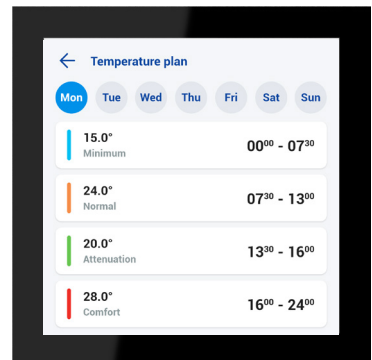 ← Temperature plan
Mon Tue Wed Thu Fri Sat Sun
15.0° 00⁰⁰ - 07³⁰
Minimum
24.0° 07³⁰ - 13⁰⁰
Normal
20.0° 13³⁰ - 16⁰⁰
Attenuation
28.0° 16⁰⁰ - 24⁰⁰
Comfort